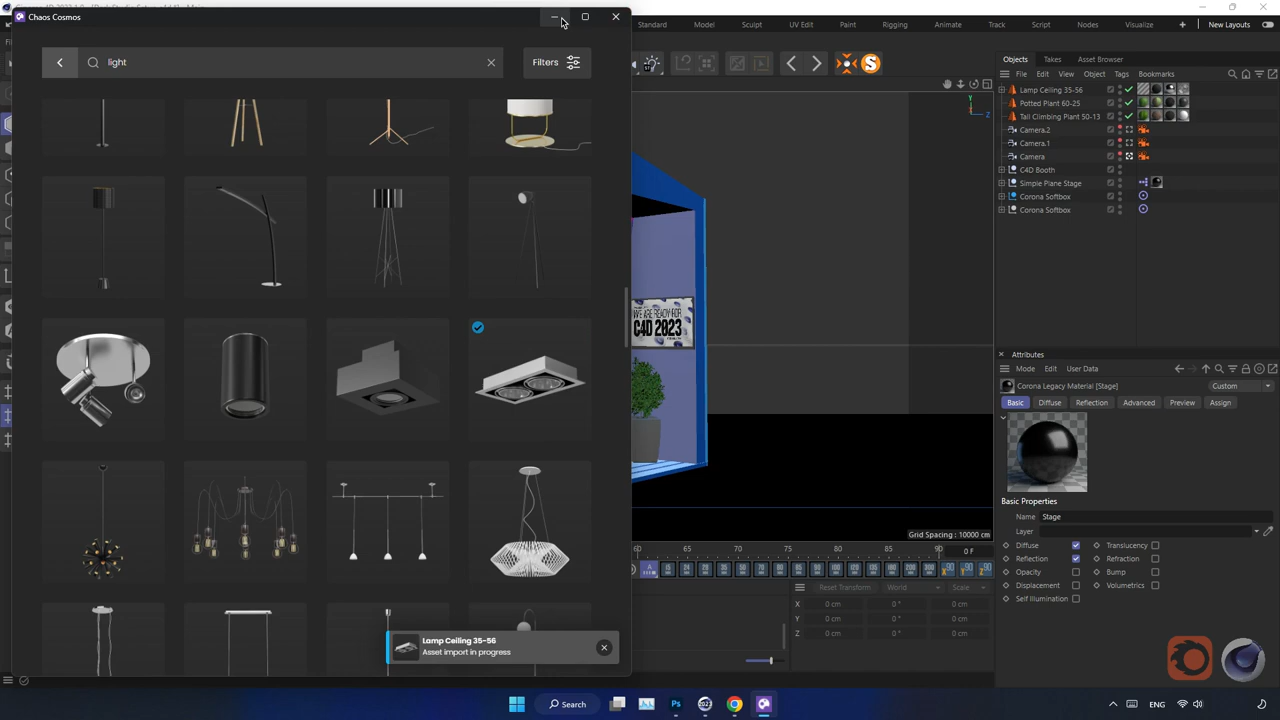 Chaos Cosmos
light
Filters
Lamp Ceiling 35-56
Asset import in progress
Standard
Model
Sculpt
UV Edit
Paint
Rigging
Animate
Track
Script
Nodes
Visualize
New Layouts
Objects
Takes
Asset Browser
File
Edit
View
Object
Tags
Bookmarks
Lamp Ceiling 35-56
Potted Plant 60-25
Tail Climbing Plant 50-13
Camera.2
Camera.1
Camera
C4D Booth
Simple Plane Stage
Corona Softbox
Corona Softbox
Y
Z
WE ARE READY FOR
C4D 2023
Grid Spacing : 10000 cm
60 65 70 75 80 85 90 0 F
Reset Transform
World
Scale
X 0 cm 0 ° 0 cm
Y 0 cm 0 ° 0 cm
Z 0 cm 0 ° 0 cm
Attributes
Mode
Edit
User Data
Corona Legacy Material [Stage]
Custom
Basic
Diffuse
Reflection
Advanced
Preview
Assign
Basic Properties
Name Stage
Layer
Diffuse
Translucency
Reflection
Refraction
Opacity
Bump
Displacement
Volumetrics
Self Illumination
Search
Ps
2023
ENG